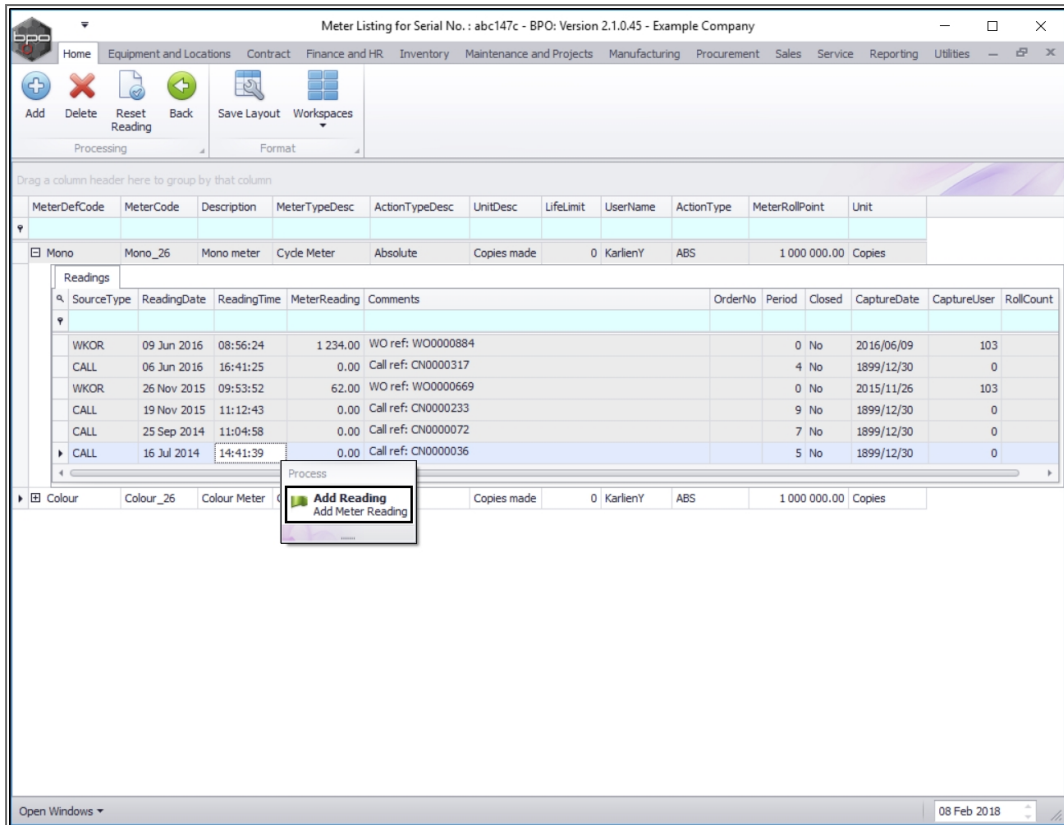 Meter Listing for Serial No. : abc147c - BPO: Version 2.1.0.45 - Example Company
bpo
Home Equipment and Locations Contract Finance and HR Inventory Maintenance and Projects Manufacturing Procurement Sales Service Reporting Utilities
Add Delete Reset Reading Back Save Layout Workspaces
Processing Format
Drag a column header here to group by that column
MeterDefCode MeterCode Description MeterTypeDesc ActionTypeDesc UnitDesc LifeLimit UserName ActionType MeterRollPoint Unit
Mono Mono_26 Mono meter Cycle Meter Absolute Copies made 0 KarlienY ABS 1 000 000.00 Copies
Readings
SourceType ReadingDate ReadingTime MeterReading Comments OrderNo Period Closed CaptureDate CaptureUser RollCount
WKOR 09 Jun 2016 08:56:24 1 234.00 WO ref: WO0000884 0 No 2016/06/09 103
CALL 06 Jun 2016 16:41:25 0.00 Call ref: CN0000317 4 No 1899/12/30 0
WKOR 26 Nov 2015 09:53:52 62.00 WO ref: WO0000669 0 No 2015/11/26 103
CALL 19 Nov 2015 11:12:43 0.00 Call ref: CN0000233 9 No 1899/12/30 0
CALL 25 Sep 2014 11:04:58 0.00 Call ref: CN0000072 7 No 1899/12/30 0
CALL 16 Jul 2014 14:41:39 0.00 Call ref: CN0000036 5 No 1899/12/30 0
Process
Colour Colour_26 Colour Meter Copies made 0 KarlienY ABS 1 000 000.00 Copies
Add Reading
Add Meter Reading
Open Windows 08 Feb 2018